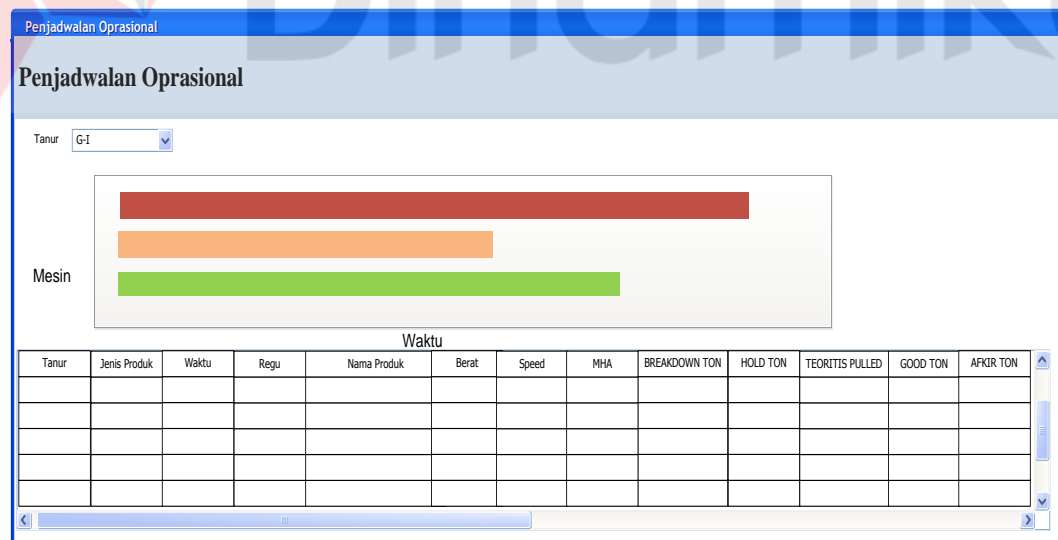 Dinamika
Penjadwalan Oprasional
Penjadwalan Oprasional
Tanur G-I
Mesin
Waktu
Tanur Jenis Produk Waktu Regu Nama Produk Berat Speed MHA BREAKDOWN TON HOLD TON TEORITIS PULLED GOOD TON AFKIR TON